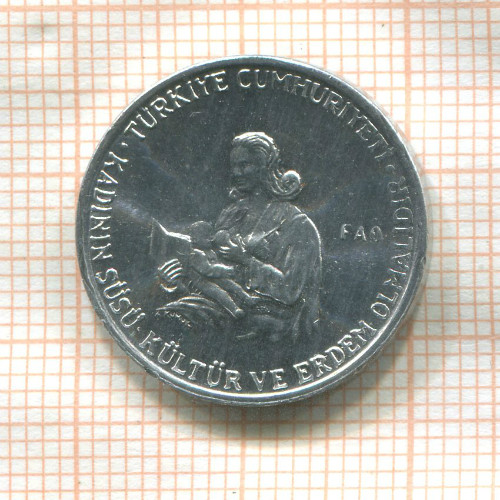 · TÜRKİYE CUMHURİYETİ ·
KADININ SÜSÜ · KÜLTÜR VE ERDEM OLMALIDIR
FAO